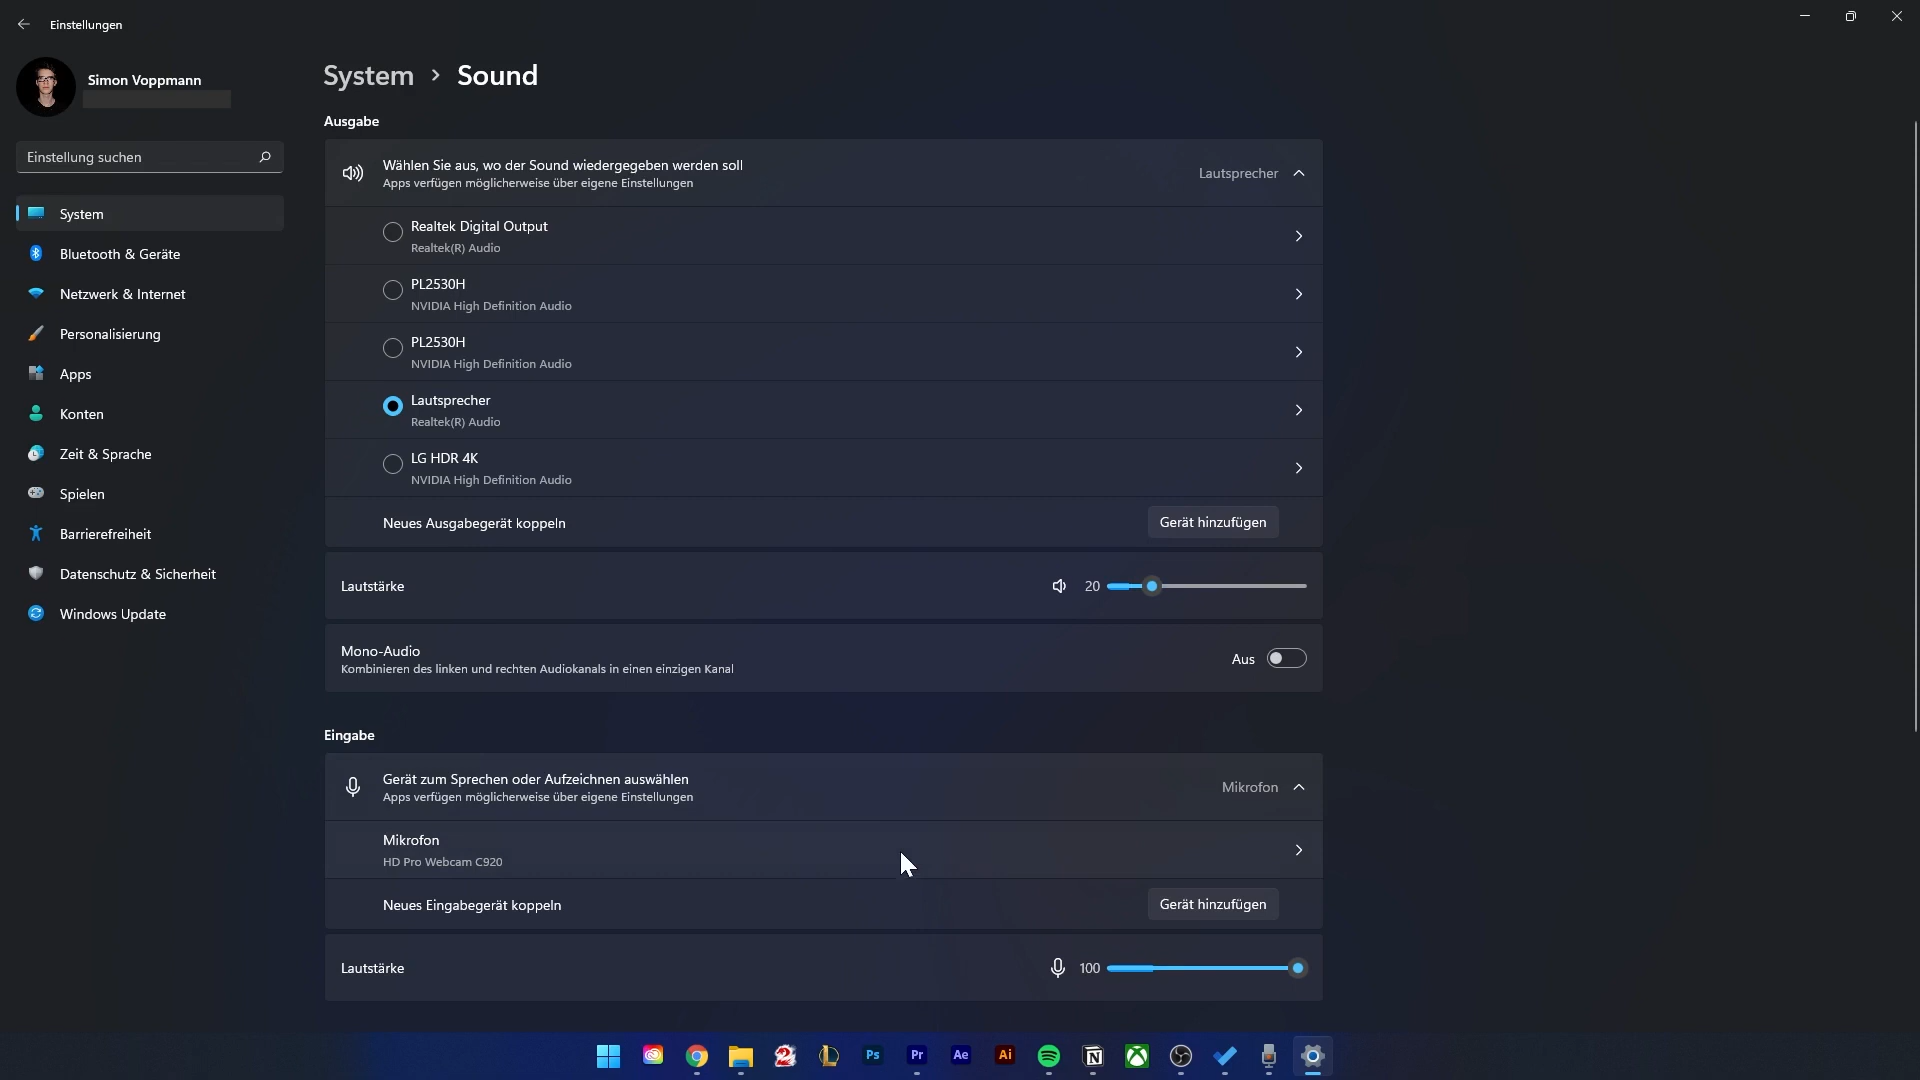 Einstellungen
Simon Voppmann
Einstellung suchen
System
Bluetooth & Geräte
Netzwerk & Internet
Personalisierung
Apps
Konten
Zeit & Sprache
Spielen
Barrierefreiheit
Datenschutz & Sicherheit
Windows Update
System > Sound
Ausgabe
Wählen Sie aus, wo der Sound wiedergegeben werden soll
Apps verfügen möglicherweise über eigene Einstellungen
Lautsprecher
Realtek Digital Output
Realtek(R) Audio
PL2530H
NVIDIA High Definition Audio
PL2530H
NVIDIA High Definition Audio
Lautsprecher
Realtek(R) Audio
LG HDR 4K
NVIDIA High Definition Audio
Neues Ausgabegerät koppeln
Gerät hinzufügen
Lautstärke
20
Mono-Audio
Kombinieren des linken und rechten Audiokanals in einen einzigen Kanal
Aus
Eingabe
Gerät zum Sprechen oder Aufzeichnen auswählen
Apps verfügen möglicherweise über eigene Einstellungen
Mikrofon
Mikrofon
HD Pro Webcam C920
Neues Eingabegerät koppeln
Gerät hinzufügen
Lautstärke
100
Ps
Pr
Ae
Ai